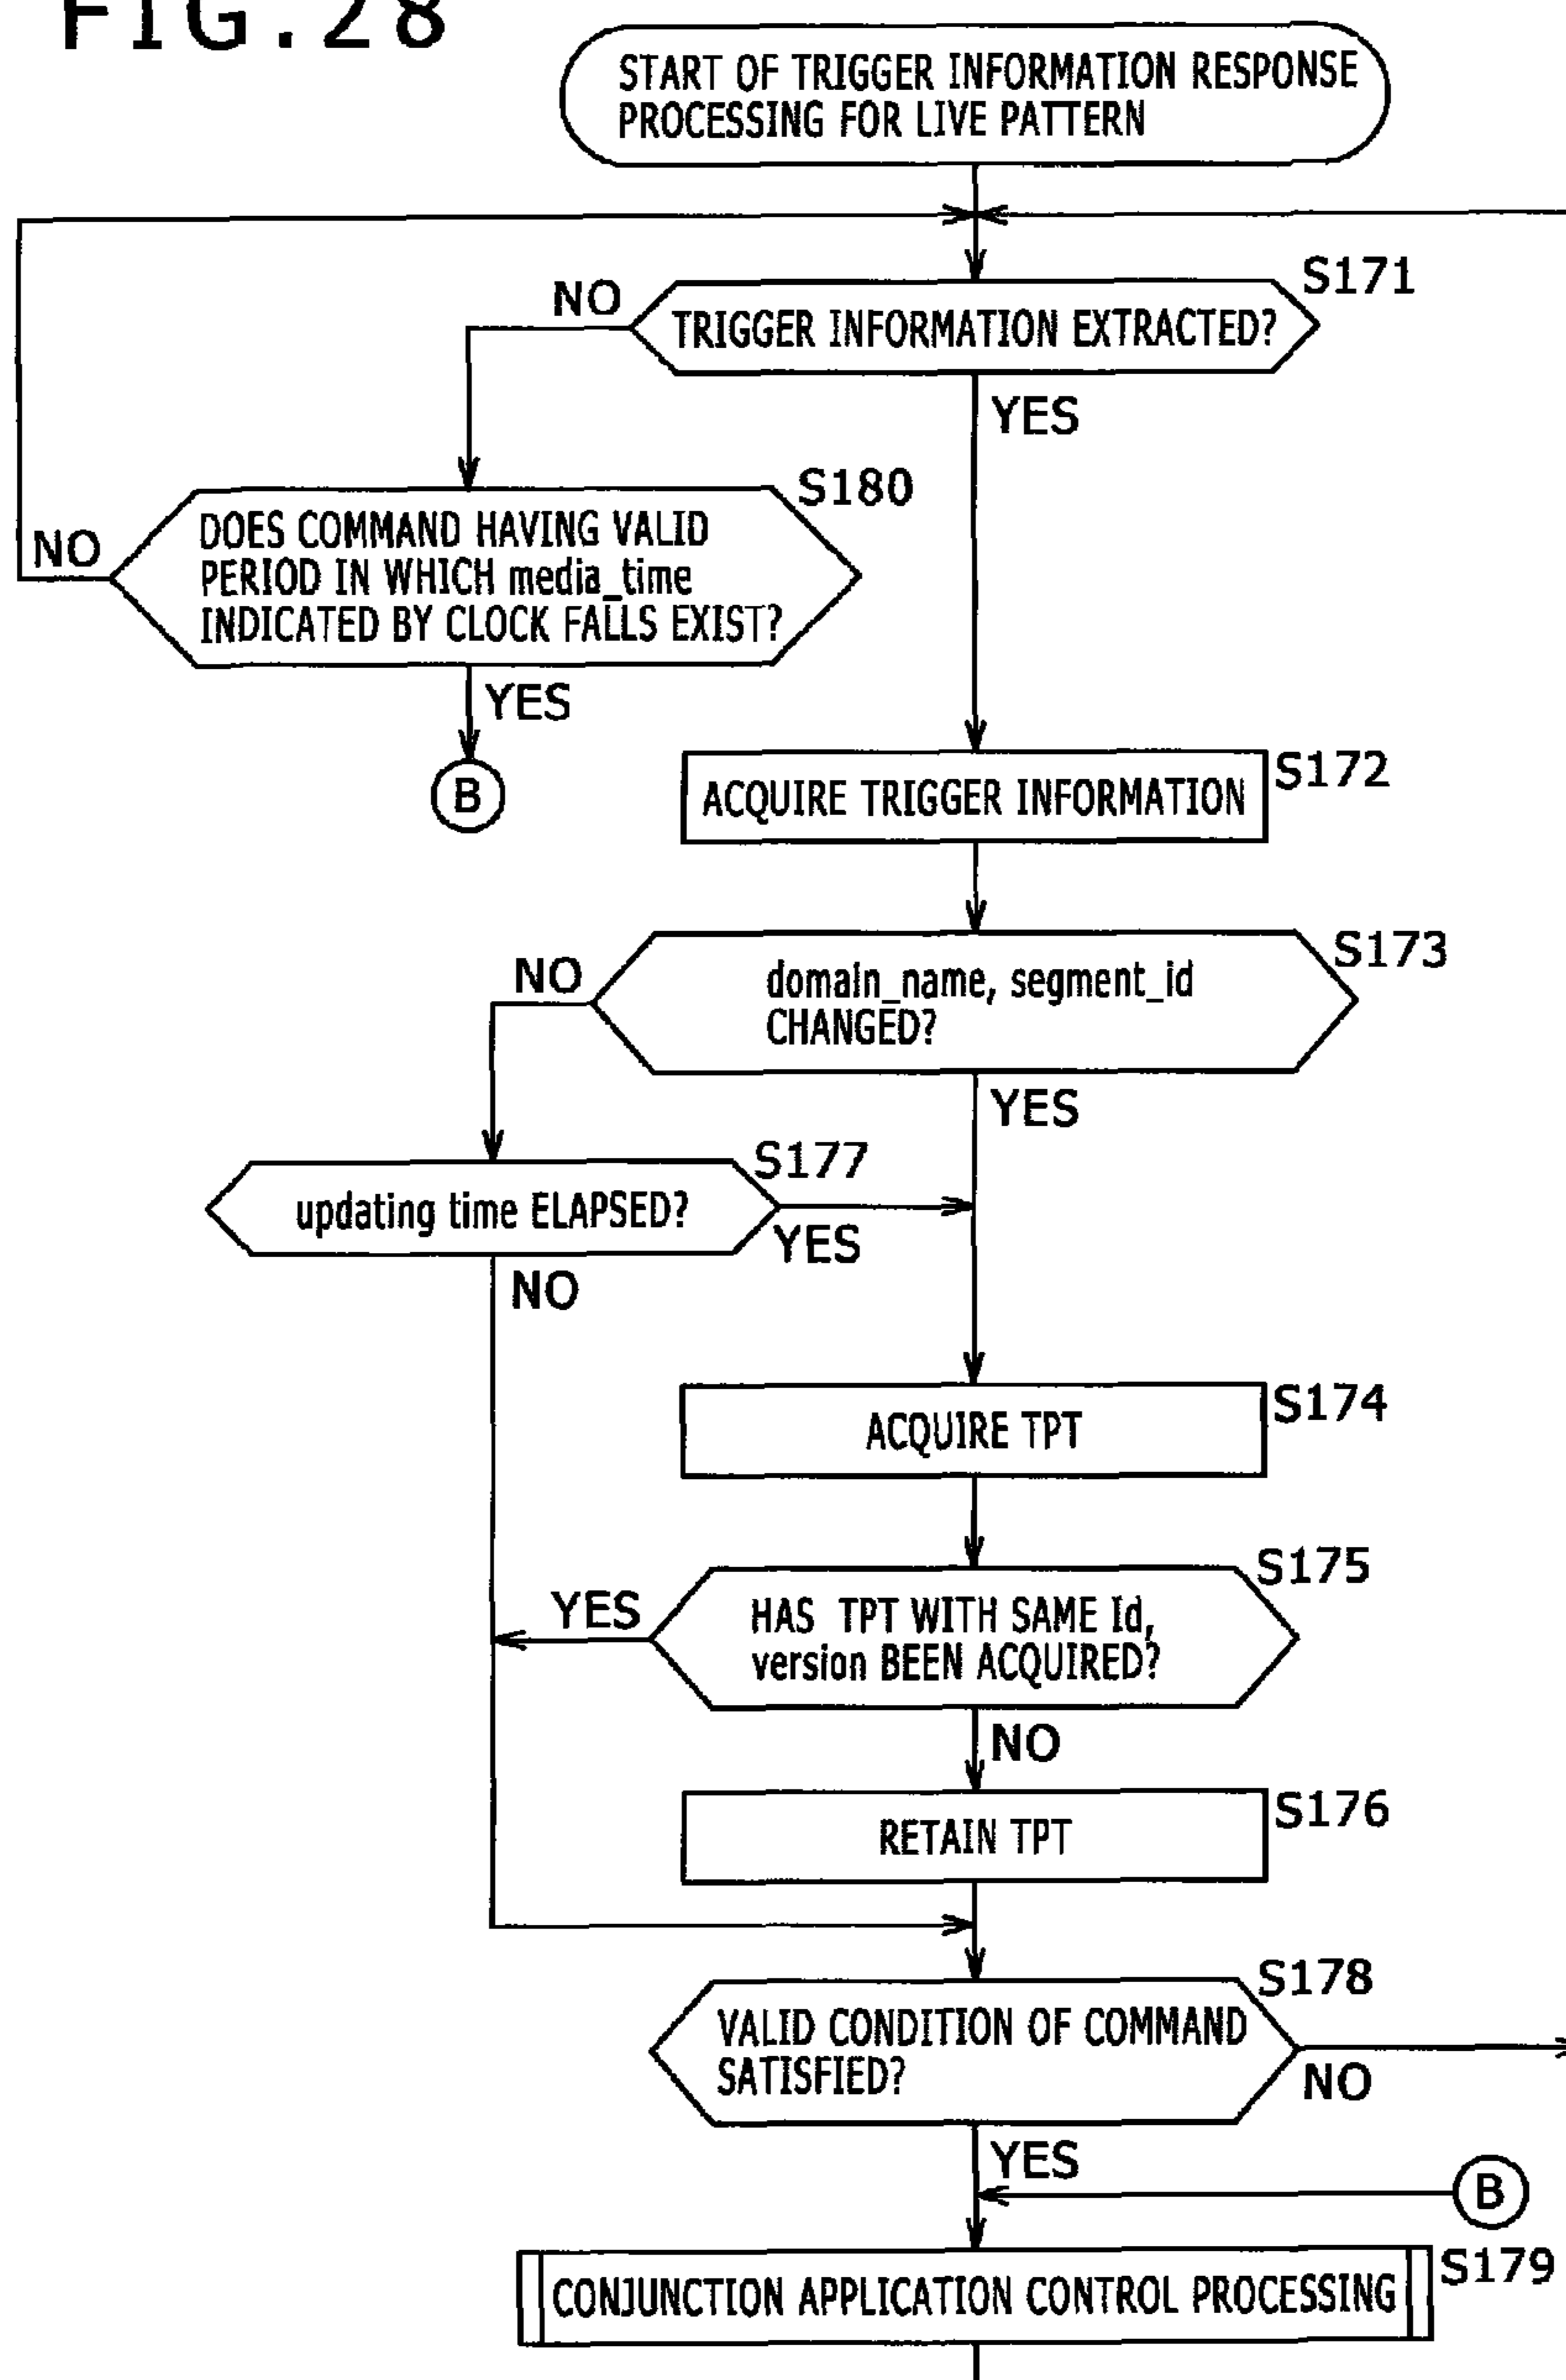 FIG.28
START OF TRIGGER INFORMATION RESPONSE
PROCESSING FOR LIVE PATTERN
S171
NO
TRIGGER INFORMATION EXTRACTED?
YES
S180
DOES COMMAND HAVING VALID
NO
PERIOD IN WHICH media_time
INDICATED BY CLOCK FALLS EXIST?
YES
B
S172
ACQUIRE TRIGGER INFORMATION
S173
NO
domain_name, segment_id
CHANGED?
YES
S177
updating time ELAPSED?
YES
NO
S174
ACQUIRE TPT
S175
YES
HAS TPT WITH SAME Id,
version BEEN ACQUIRED?
NO
S176
RETAIN TPT
S178
VALID CONDITION OF COMMAND
SATISFIED?
NO
YES
B
S179
CONJUNCTION APPLICATION CONTROL PROCESSING